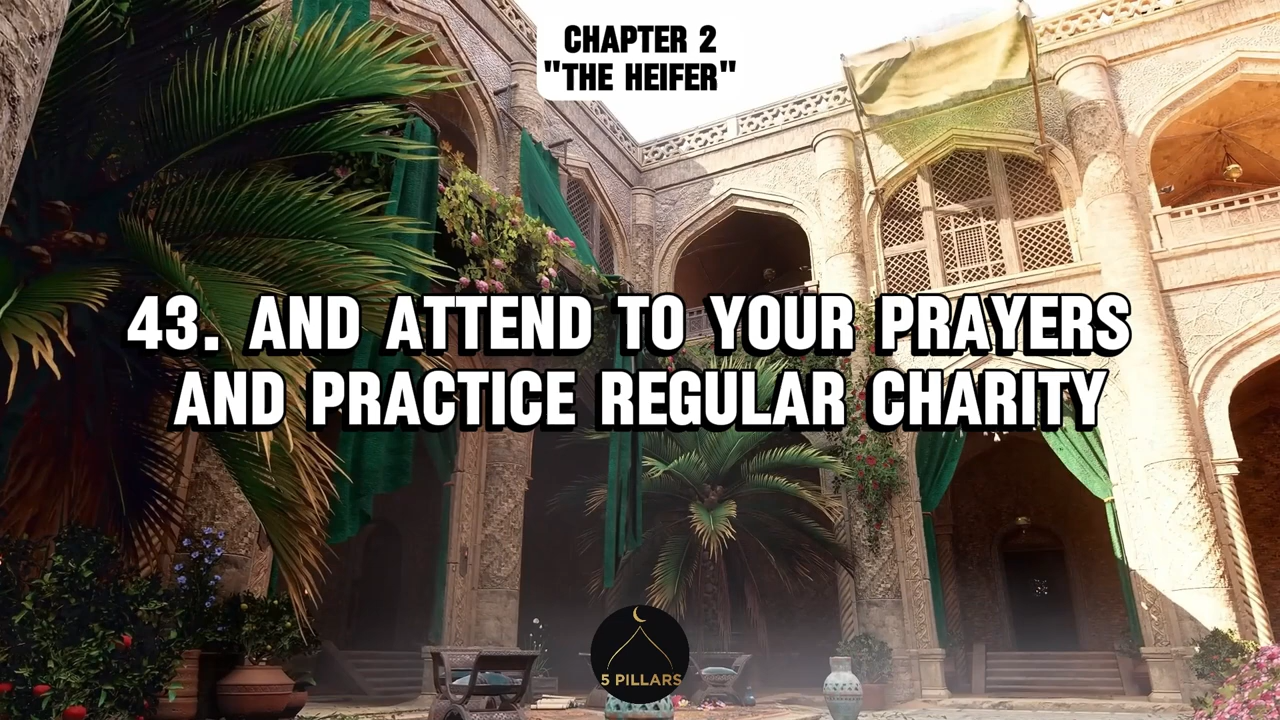 CHAPTER 2
"THE HEIFER"
43. AND ATTEND TO YOUR PRAYERS
AND PRACTICE REGULAR CHARITY
5 PILLARS